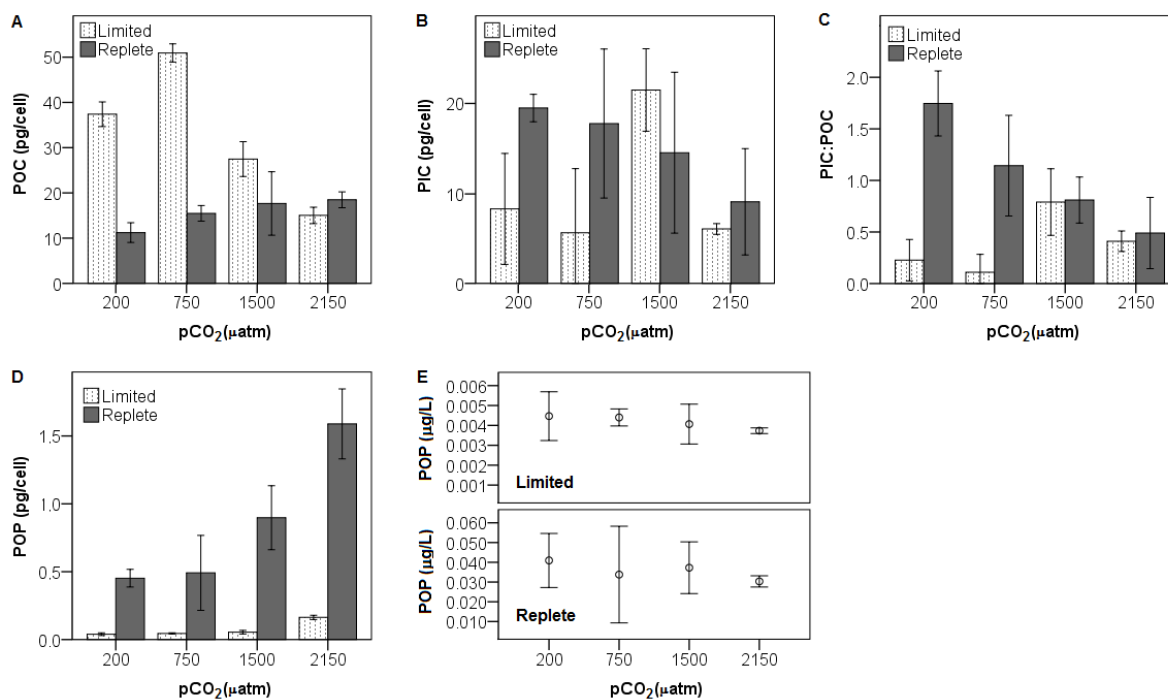 A
Limited
Replete
POC (pg/cell)
50
40
30
20
10
0
200 750 1500 2150
pCO₂(µatm)
B
Limited
Replete
PIC (pg/cell)
20
10
0
200 750 1500 2150
pCO₂(µatm)
C
Limited
Replete
PIC:POC
2.0
1.5
1.0
0.5
0.0
200 750 1500 2150
pCO₂(µatm)
D
Limited
Replete
POP (pg/cell)
1.5
1.0
0.5
0.0
200 750 1500 2150
pCO₂(µatm)
E
POP (µg/L)
0.006
0.005
0.004
0.003
0.002
0.001
Limited
POP (µg/L)
0.060
0.050
0.040
0.030
0.020
0.010
Replete
200 750 1500 2150
pCO₂(µatm)